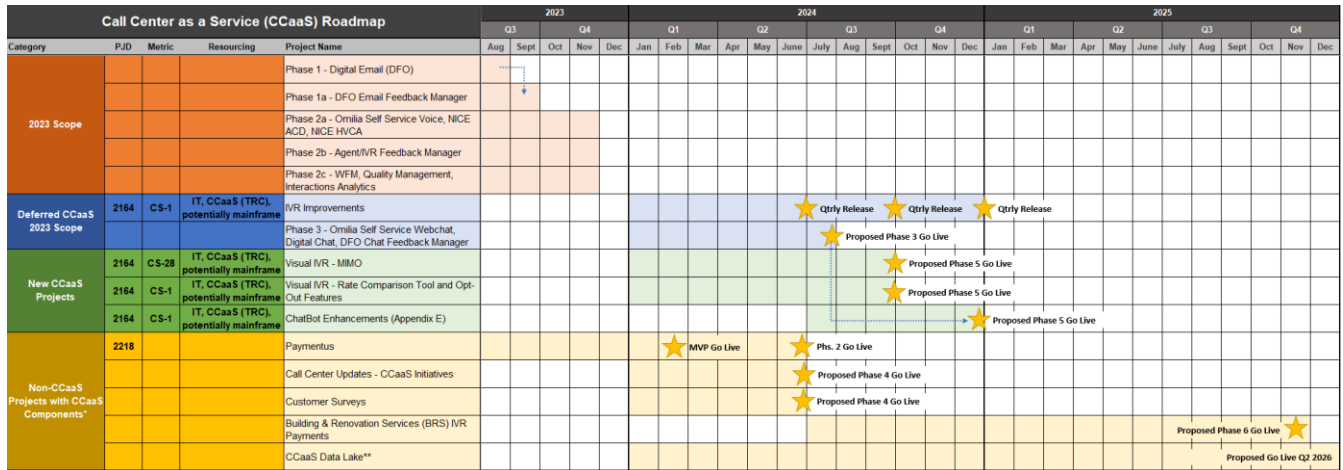 Call Center as a Service (CCaaS) Roadmap
2023
2024
2025
Q3
Q4
Q1
Q2
Q3
Q4
Q1
Q2
Q3
Q4
Category PJD Metric Resourcing Project Name Aug Sept Oct Nov Dec Jan Feb Mar Apr May June July Aug Sept Oct Nov Dec Jan Feb Mar Apr May June July Aug Sept Oct Nov Dec
2023 Scope
Phase 1 - Digital Email (DFO)
Phase 1a - DFO Email Feedback Manager
Phase 2a - Omilia Self Service Voice, NICE
ACD, NICE HVCA
Phase 2b - Agent/IVR Feedback Manager
Phase 2c - WFM, Quality Management,
Interactions Analytics
Deferred CCaaS
2023 Scope
2164 CS-1
IT, CCaaS (TRC),
potentially mainframe
IVR Improvements
Qtrly Release
Qtrly Release
Qtrly Release
Phase 3 - Omilia Self Service Webchat,
Digital Chat, DFO Chat Feedback Manager
Proposed Phase 3 Go Live
New CCaaS
Projects
2164 CS-28
IT, CCaaS (TRC),
potentially mainframe
Visual IVR - MIMO
Proposed Phase 5 Go Live
2164 CS-1
IT, CCaaS (TRC),
potentially mainframe
Visual IVR - Rate Comparison Tool and Opt-
Out Features
Proposed Phase 5 Go Live
2164 CS-1
IT, CCaaS (TRC),
potentially mainframe
ChatBot Enhancements (Appendix E)
Proposed Phase 5 Go Live
Non-CCaaS
Projects with CCaaS
Components*
2218
Paymentus
MVP Go Live
Phs. 2 Go Live
Call Center Updates - CCaaS Initiatives
Proposed Phase 4 Go Live
Customer Surveys
Proposed Phase 4 Go Live
Building & Renovation Services (BRS) IVR
Payments
Proposed Phase 6 Go Live
CCaaS Data Lake**
Proposed Go Live Q2 2026